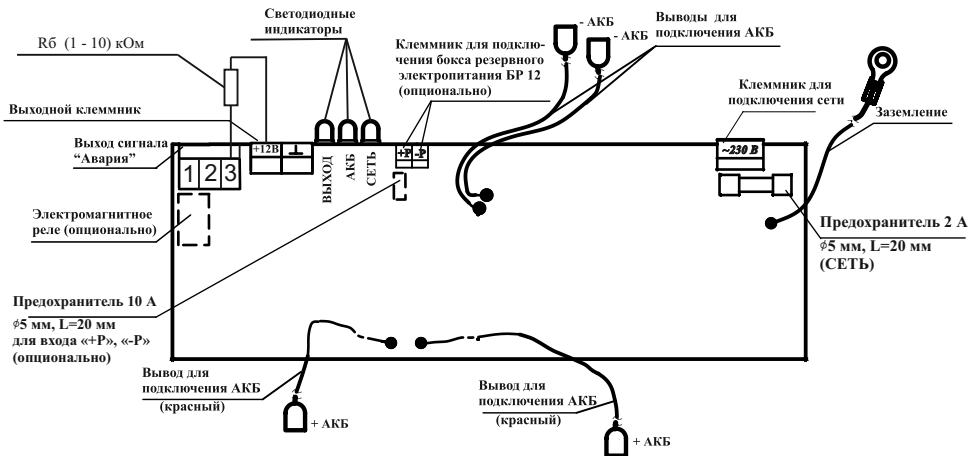 Светодиодные
индикаторы
Rб (1 - 10) кОм
Клеммник для подклю-
чения бокса резервного
электропитания БР 12
(опционально)
- АКБ
- АКБ
Выводы для
подключения АКБ
Клеммник для
подключения сети
Заземление
Выходной клеммник
Выход сигнала
“Авария”
1 2 3
+12В
ВЫХОД
АКБ
СЕТЬ
+P -P
~230 В
Электромагнитное
реле (опционально)
Предохранитель 2 А
⌀5 мм, L=20 мм
(СЕТЬ)
Предохранитель 10 А
⌀5 мм, L=20 мм
для входа «+P», «-P»
(опционально)
Вывод для
подключения АКБ
(красный)
+ АКБ
Вывод для
подключения АКБ
(красный)
+ АКБ